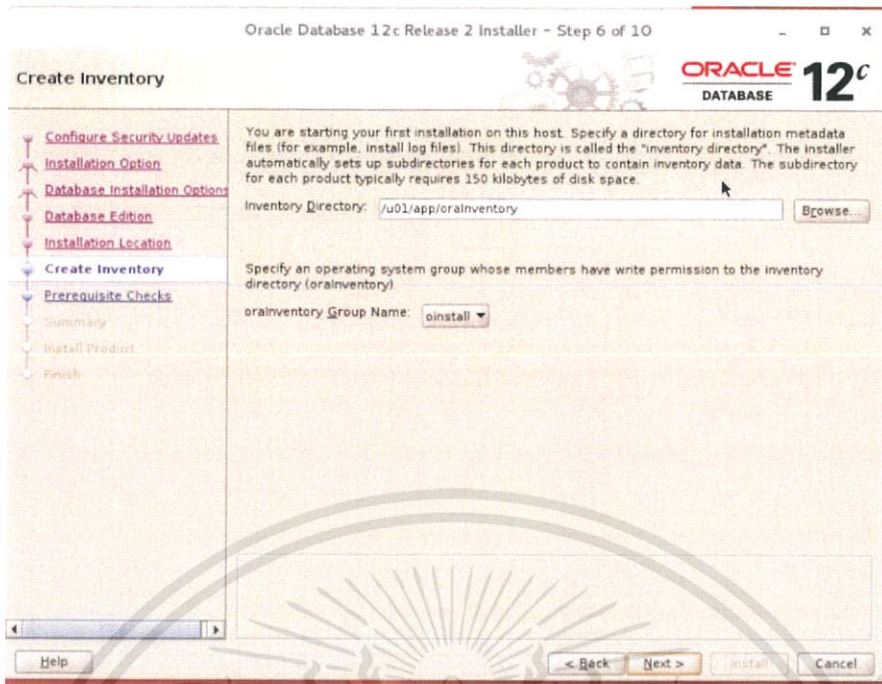 Oracle Database 12c Release 2 Installer - Step 6 of 10
Create Inventory
ORACLE
DATABASE
12c
Configure Security Updates
Installation Option
Database Installation Options
Database Edition
Installation Location
Create Inventory
Prerequisite Checks
Summary
Install Product
Finish
You are starting your first installation on this host. Specify a directory for installation metadata
files (for example, install log files). This directory is called the "inventory directory". The installer
automatically sets up subdirectories for each product to contain inventory data. The subdirectory
for each product typically requires 150 kilobytes of disk space.
Inventory Directory: /u01/app/oraInventory Browse...
Specify an operating system group whose members have write permission to the inventory
directory (oraInventory)
oraInventory Group Name: oinstall
Help < Back Next > Install Cancel